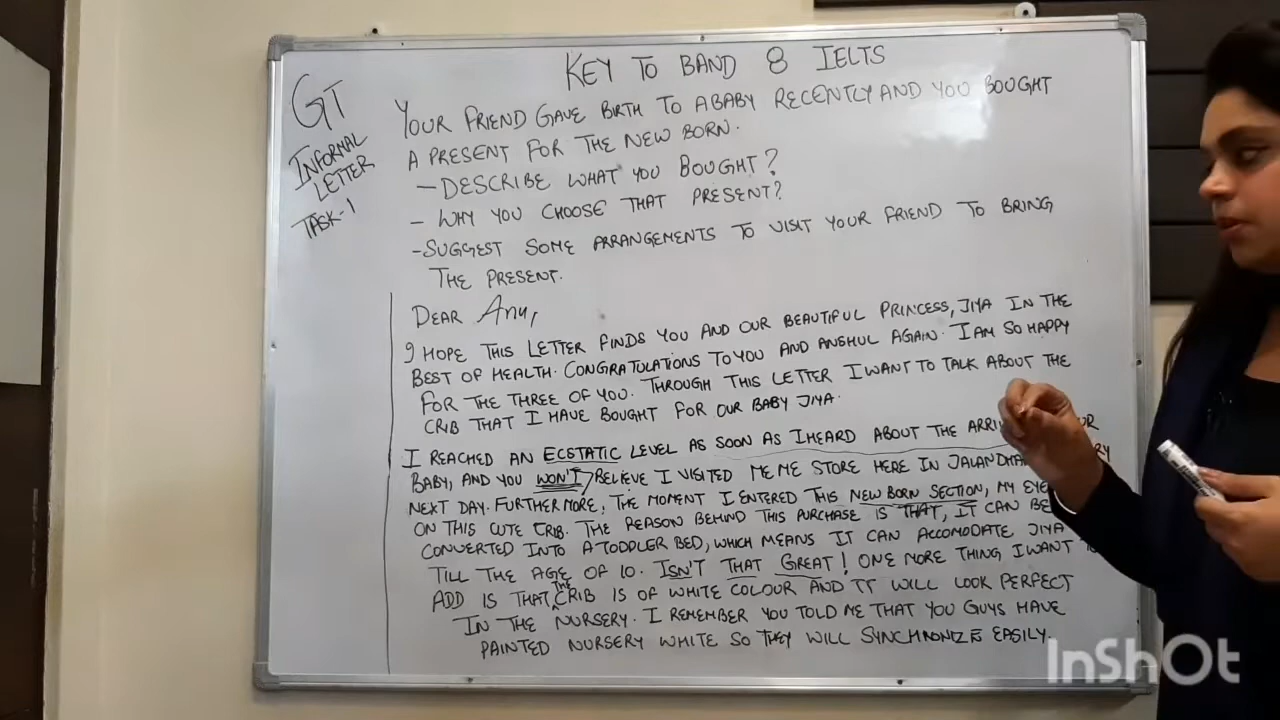 KEY TO BAND 8 IELTS
GT
INFORMAL
LETTER
TASK-1
YOUR FRIEND GAVE BIRTH TO A BABY RECENTLY AND YOU BOUGHT
A PRESENT FOR THE NEW BORN.
- DESCRIBE WHAT YOU BOUGHT?
- WHY YOU CHOOSE THAT PRESENT?
- SUGGEST SOME ARRANGEMENTS TO VISIT YOUR FRIEND TO BRING
THE PRESENT.
DEAR ANU,
I HOPE THIS LETTER FINDS YOU AND OUR BEAUTIFUL PRINCESS, JIYA IN THE
BEST OF HEALTH. CONGRATULATIONS TO YOU AND ANSHUL AGAIN. I AM SO HAPPY
FOR THE THREE OF YOU. THROUGH THIS LETTER I WANT TO TALK ABOUT THE
CRIB THAT I HAVE BOUGHT FOR OUR BABY JIYA.
I REACHED AN ECSTATIC LEVEL AS SOON AS I HEARD ABOUT THE
BABY, AND YOU WON'T BELIEVE I VISITED ME ME STORE HERE IN
NEXT DAY. FURTHERMORE, THE MOMENT I ENTERED THIS NEW BORN SECTION, MY
ON THIS CUTE CRIB. THE REASON BEHIND THIS PURCHASE IS THAT, IT CAN BE
CONVERTED INTO A TODDLER BED, WHICH MEANS IT CAN ACCOMODATE JIYA
TILL THE AGE OF 10. ISN'T THAT GREAT! ONE MORE THING I WANT
ADD IS THAT THE CRIB IS OF WHITE COLOUR AND IT WILL LOOK PERFECT
IN THE NURSERY. I REMEMBER YOU TOLD ME THAT YOU GUYS HAVE
PAINTED NURSERY WHITE SO THEY WILL SYNCHRONIZE EASILY.
InShOt